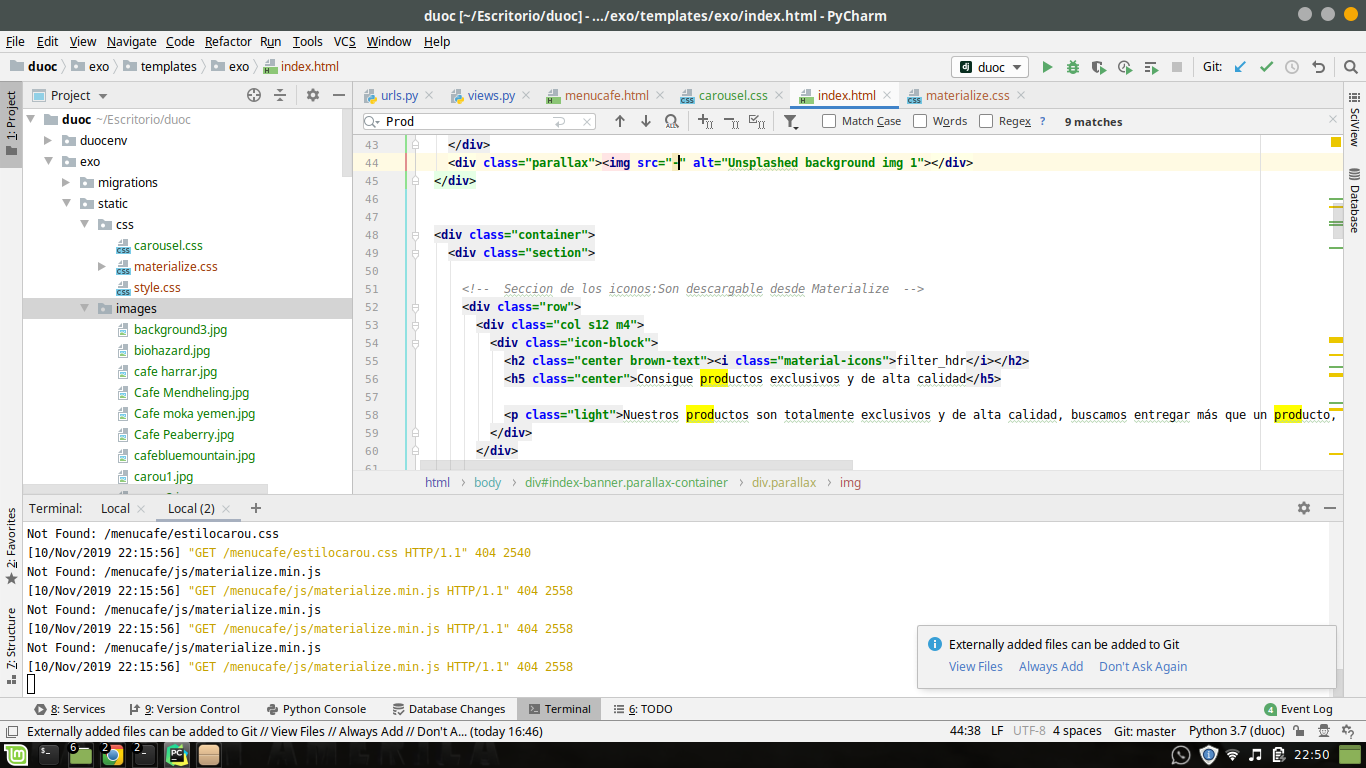 duoc [~/Escritorio/duoc] - .../exo/templates/exo/index.html - PyCharm
File Edit View Navigate Code Refactor Run Tools VCS Window Help
duoc exo templates exo index.html duoc Git:
1: Project
Project
urls.py views.py menucafe.html carousel.css index.html materialize.css
Prod Match Case Words Regex ? 9 matches
duoc ~/Escritorio/duoc
duocenv
exo
migrations
static
css
carousel.css
materialize.css
style.css
images
background3.jpg
biohazard.jpg
cafe harrar.jpg
Cafe Mendheling.jpg
Cafe moka yemen.jpg
Cafe Peaberry.jpg
cafebluemountain.jpg
carou1.jpg
43 </div>
44 <div class="parallax"><img src="-" alt="Unsplashed background img 1"></div>
45 </div>
46
47
48 <div class="container">
49 <div class="section">
50
51 <!-- Seccion de los iconos:Son descargable desde Materialize -->
52 <div class="row">
53 <div class="col s12 m4">
54 <div class="icon-block">
55 <h2 class="center brown-text"><i class="material-icons">filter_hdr</i></h2>
56 <h5 class="center">Consigue productos exclusivos y de alta calidad</h5>
57
58 <p class="light">Nuestros productos son totalmente exclusivos y de alta calidad, buscamos entregar más que un producto,
59 </div>
60 </div>
61
html body div#index-banner.parallax-container div.parallax img
SciView
Database
2: Favorites
7: Structure
Terminal: Local Local (2) +
Not Found: /menucafe/estilocarou.css
[10/Nov/2019 22:15:56] "GET /menucafe/estilocarou.css HTTP/1.1" 404 2540
Not Found: /menucafe/js/materialize.min.js
[10/Nov/2019 22:15:56] "GET /menucafe/js/materialize.min.js HTTP/1.1" 404 2558
Not Found: /menucafe/js/materialize.min.js
[10/Nov/2019 22:15:56] "GET /menucafe/js/materialize.min.js HTTP/1.1" 404 2558
Not Found: /menucafe/js/materialize.min.js
[10/Nov/2019 22:15:56] "GET /menucafe/js/materialize.min.js HTTP/1.1" 404 2558
Externally added files can be added to Git
View Files Always Add Don't Ask Again
8: Services 9: Version Control Python Console Database Changes Terminal 6: TODO 4 Event Log
Externally added files can be added to Git // View Files // Always Add // Don't A... (today 16:46) 44:38 LF UTF-8 4 spaces Git: master Python 3.7 (duoc)
6 2 2 22:50